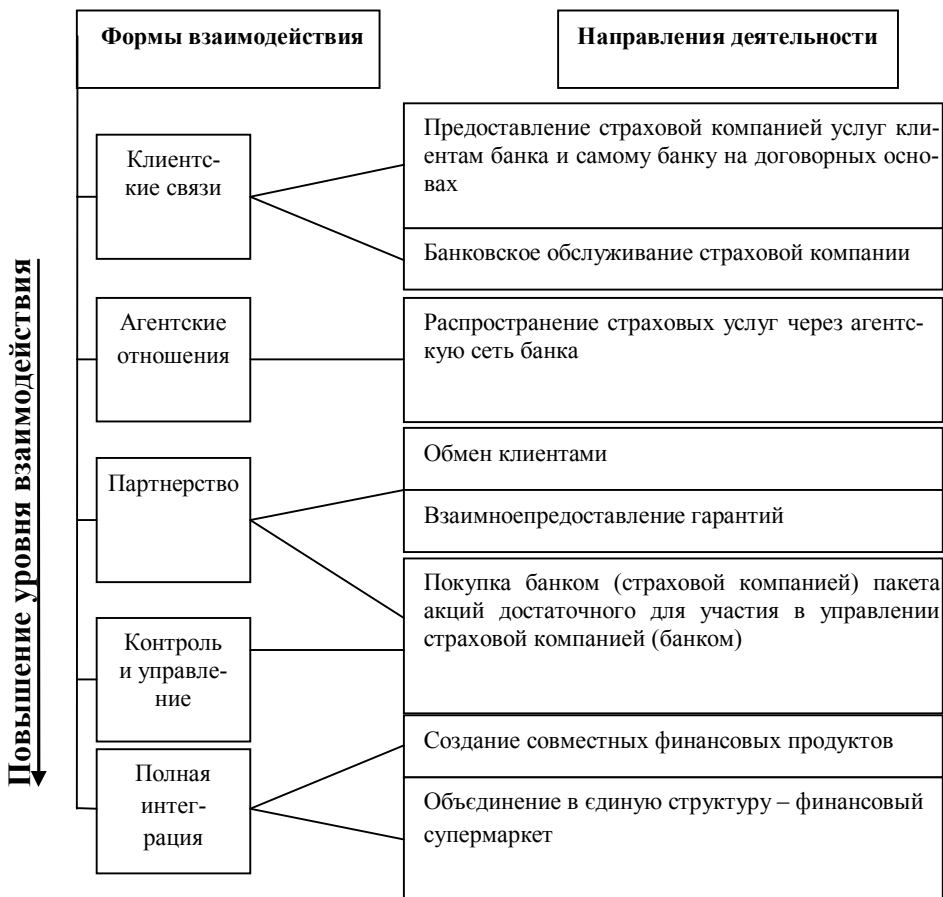 Формы взаимодействия
Направления деятельности
Повышение уровня взаимодействия
Клиентс-
кие связи
Предоставление страховой компанией услуг кли-
ентам банка и самому банку на договорных осно-
вах
Банковское обслуживание страховой компании
Агентские
отношения
Распространение страховых услуг через агентс-
кую сеть банка
Партнерство
Обмен клиентами
Взаимноепредоставление гарантий
Покупка банком (страховой компанией) пакета
акций достаточного для участия в управлении
страховой компанией (банком)
Контроль
и управле-
ние
Полная
интег-
рация
Создание совместных финансовых продуктов
Объєдинение в єдиную структуру – финансовый
супермаркет